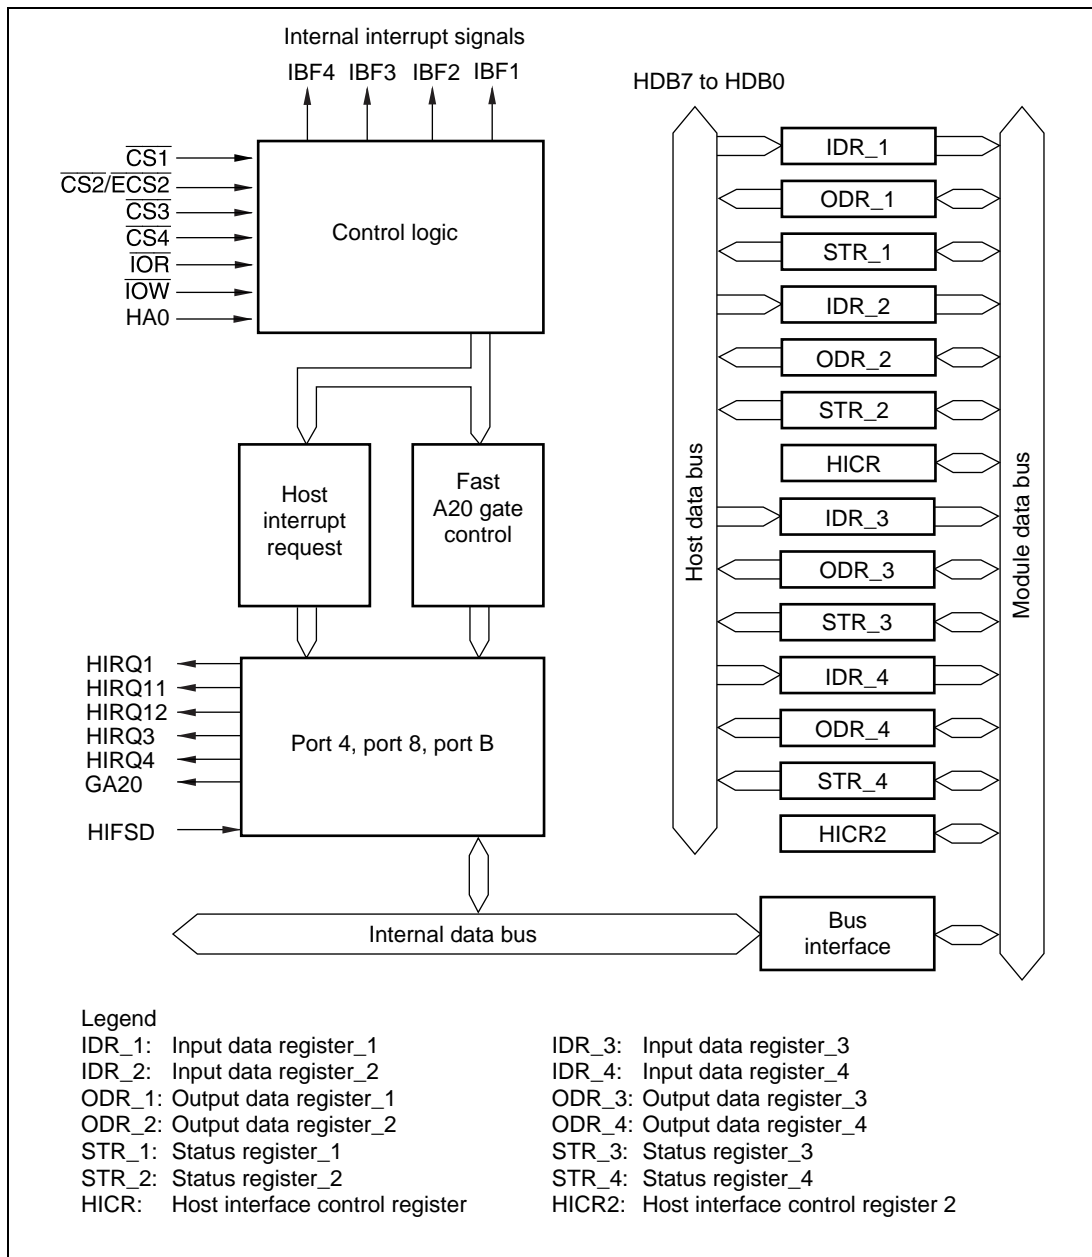 Internal interrupt signals
IBF4 IBF3 IBF2 IBF1
CS1
CS2/ECS2
CS3
CS4
IOR
IOW
HA0
Control logic
Host
interrupt
request
Fast
A20 gate
control
HIRQ1
HIRQ11
HIRQ12
HIRQ3
HIRQ4
GA20
HIFSD
Port 4, port 8, port B
Internal data bus
HDB7 to HDB0
Host data bus
IDR_1
ODR_1
STR_1
IDR_2
ODR_2
STR_2
HICR
IDR_3
ODR_3
STR_3
IDR_4
ODR_4
STR_4
HICR2
Module data bus
Bus
interface
Legend
IDR_1: Input data register_1
IDR_2: Input data register_2
ODR_1: Output data register_1
ODR_2: Output data register_2
STR_1: Status register_1
STR_2: Status register_2
HICR: Host interface control register
IDR_3: Input data register_3
IDR_4: Input data register_4
ODR_3: Output data register_3
ODR_4: Output data register_4
STR_3: Status register_3
STR_4: Status register_4
HICR2: Host interface control register 2